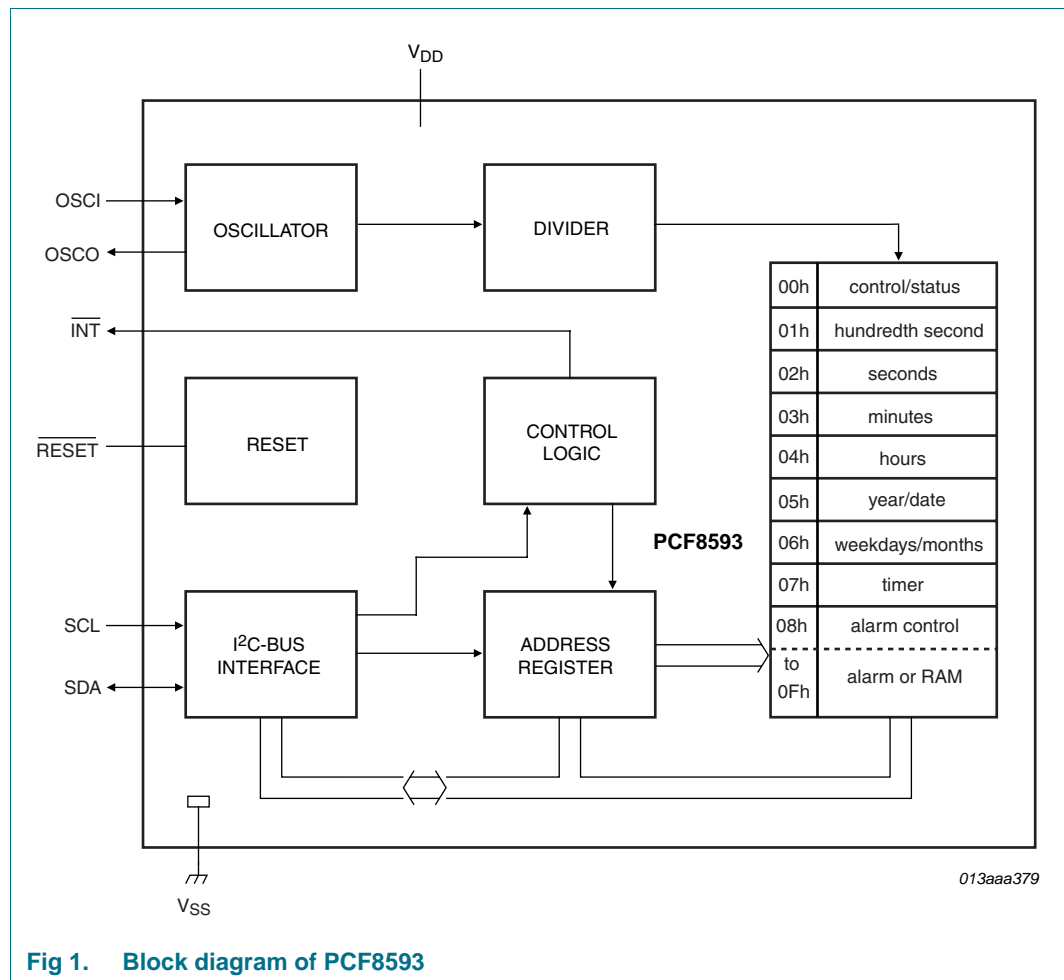 VDD
OSCI
OSCO
OSCILLATOR
DIVIDER
INT
RESET
RESET
CONTROL
LOGIC
PCF8593
SCL
SDA
I2C-BUS
INTERFACE
ADDRESS
REGISTER
00h control/status
01h hundredth second
02h seconds
03h minutes
04h hours
05h year/date
06h weekdays/months
07h timer
08h alarm control
to
0Fh
alarm or RAM
VSS
013aaa379
Fig 1. Block diagram of PCF8593